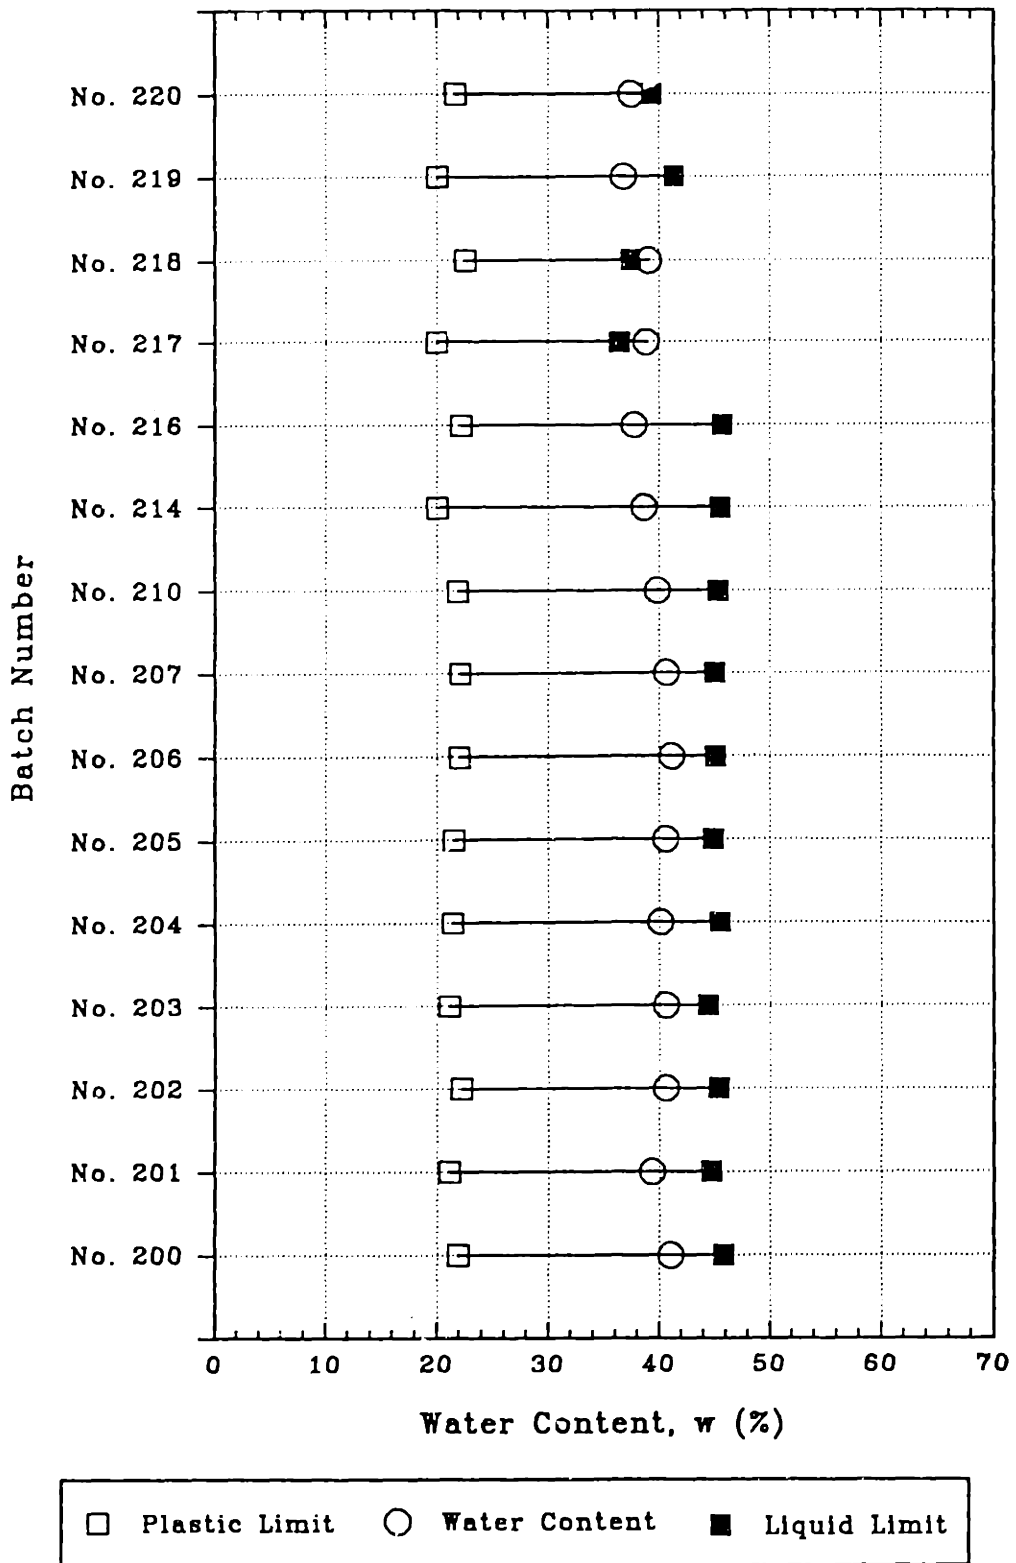 No. 220
No. 219
No. 218
No. 217
No. 216
No. 214
No. 210
No. 207
No. 206
No. 205
No. 204
No. 203
No. 202
No. 201
No. 200
Batch Number
0 10 20 30 40 50 60 70
Water Content, w (%)
Plastic Limit Water Content Liquid Limit